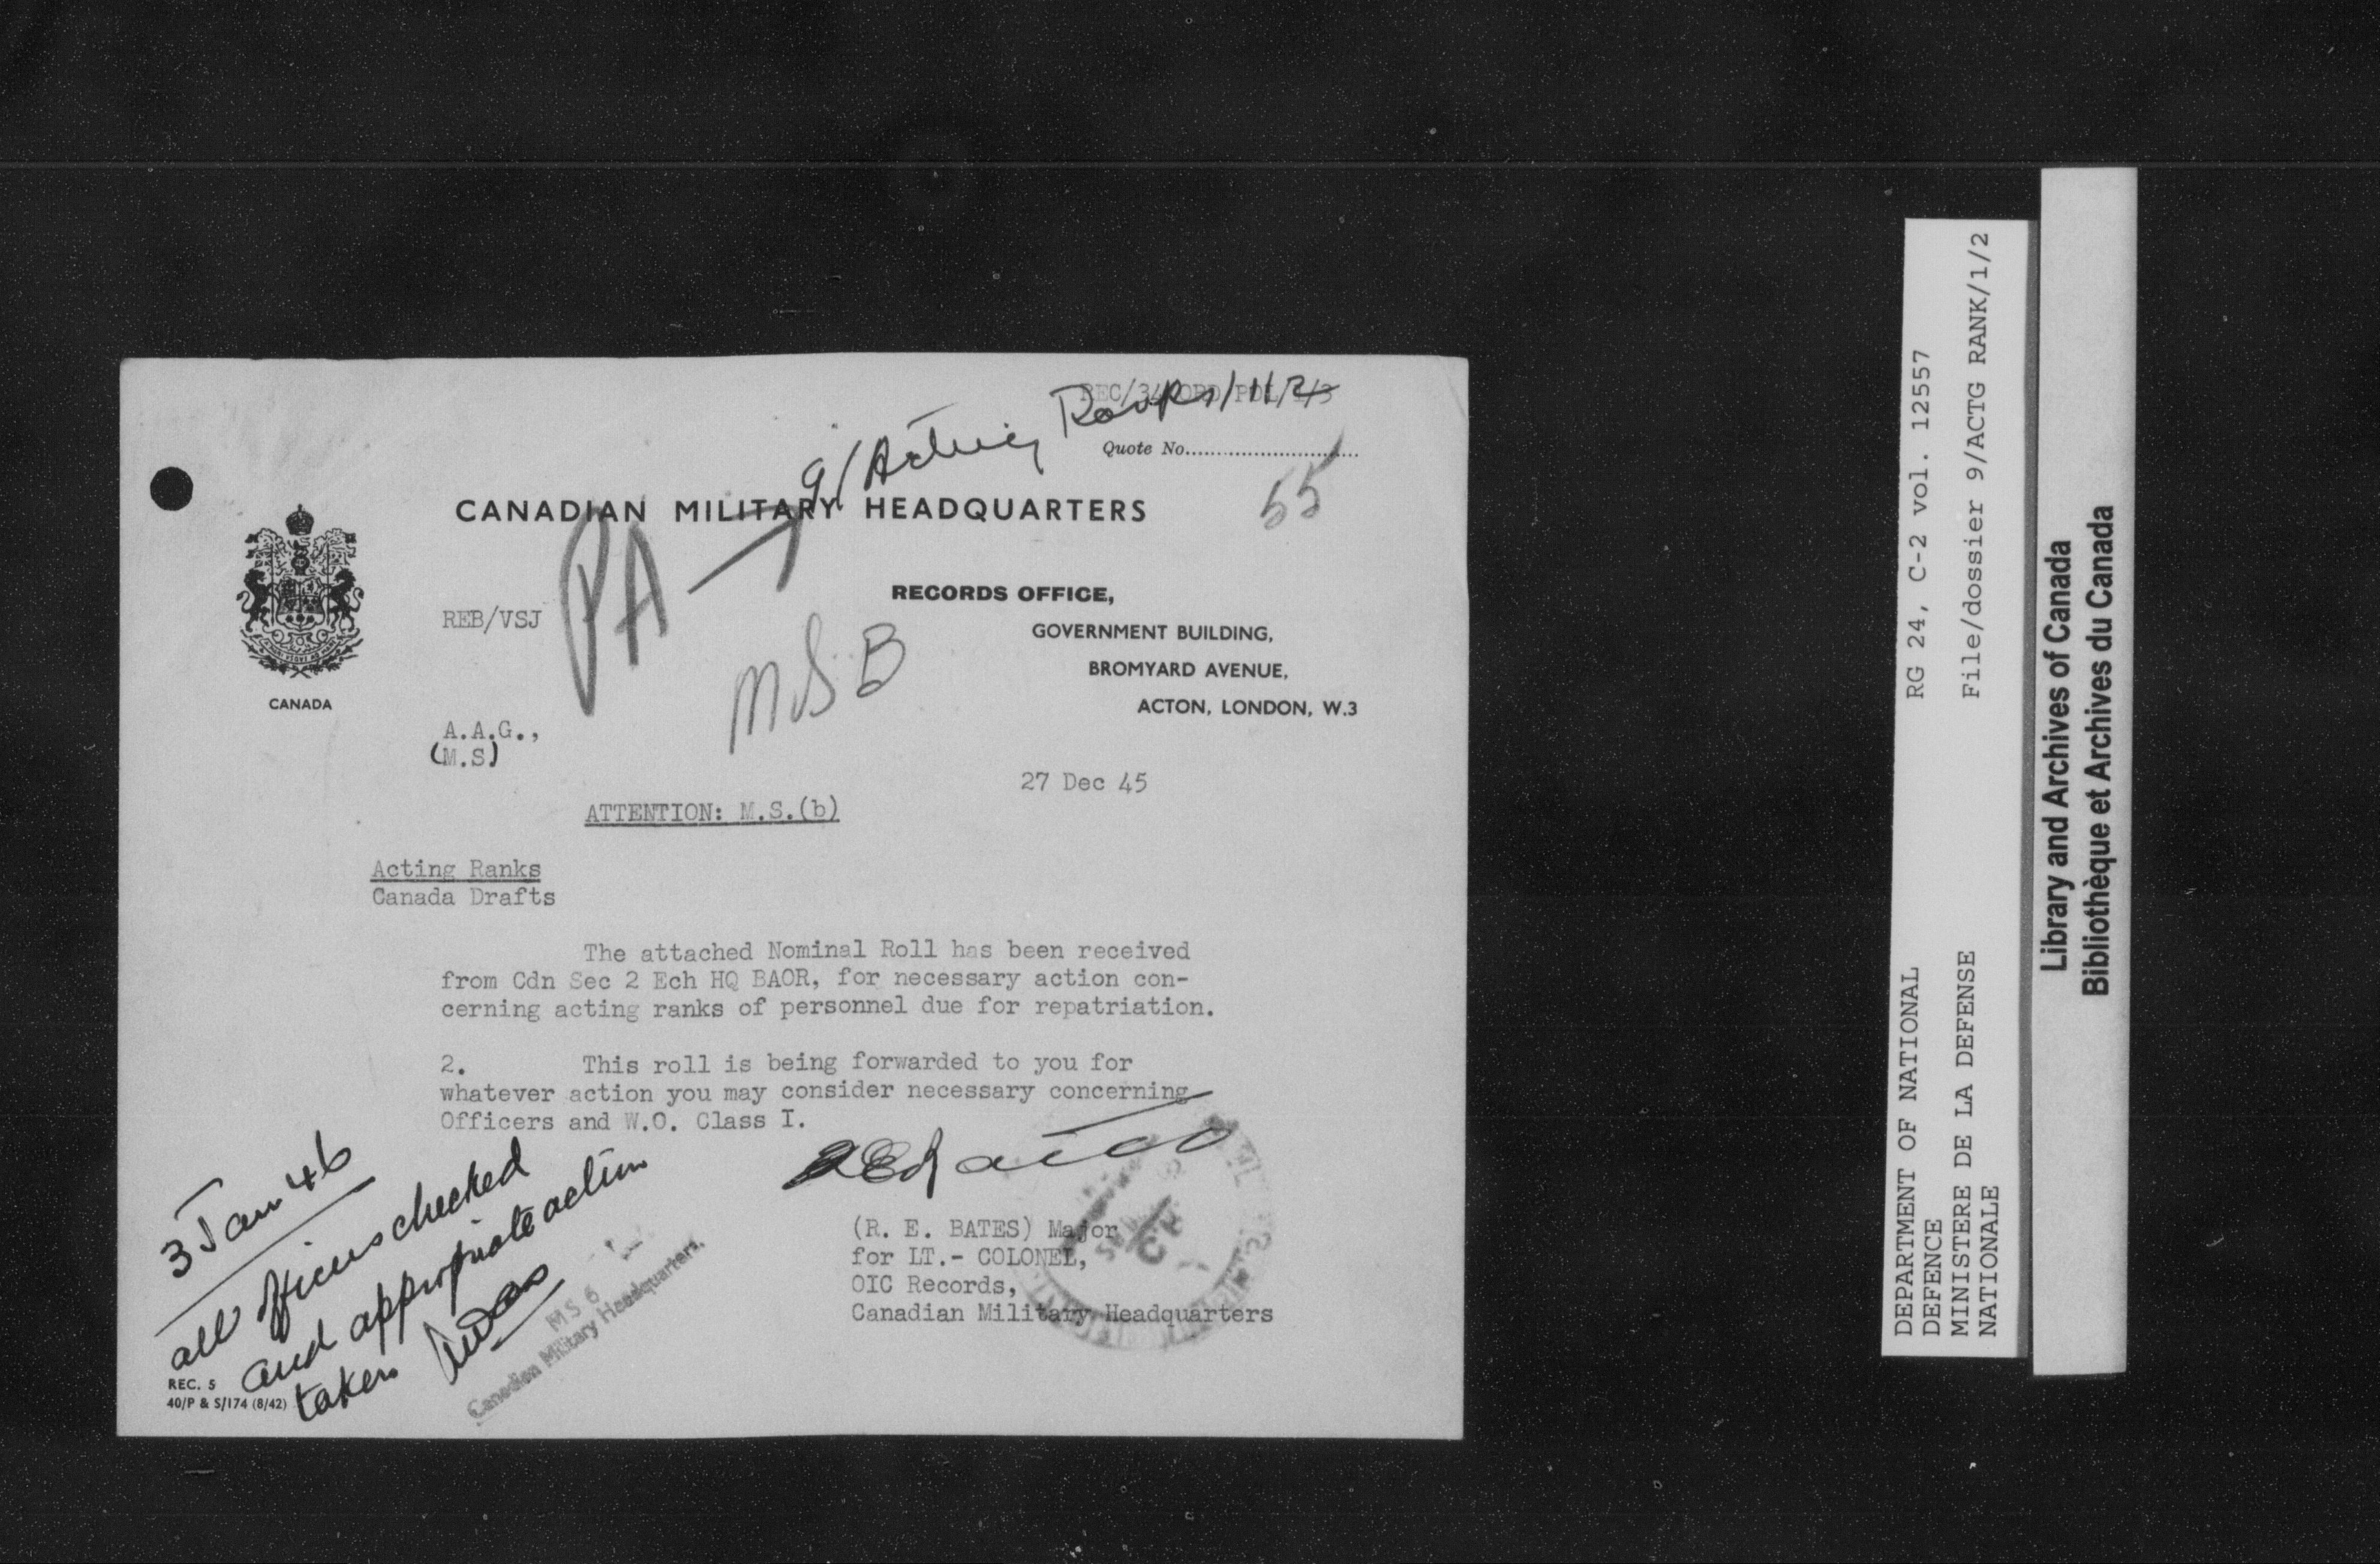 9/Acting Ranks/1/2
Quote No.
55
CANADIAN MILITARY HEADQUARTERS
PA
RECORDS OFFICE,
REB/VSJ
GOVERNMENT BUILDING,
MSB
BROMYARD AVENUE,
CANADA
ACTON, LONDON, W.3
A.A.G.,
(M.S)
27 Dec 45
ATTENTION: M.S.(b)
Acting Ranks
Canada Drafts
The attached Nominal Roll has been received
from Cdn Sec 2 Ech HQ BAOR, for necessary action con-
cerning acting ranks of personnel due for repatriation.
2. This roll is being forwarded to you for
whatever action you may consider necessary concerning
Officers and W.O. Class I.
(R. E. BATES) Major
for LT.- COLONEL,
OIC Records,
Canadian Military Headquarters
3 Jan 46
all officers checked
and appropriate action
taken
MS 6
Canadian Military Headquarters.
REC. 5
40/P & S/174 (8/42)
RG 24, C-2 vol. 12557
File/dossier 9/ACTG RANK/1/2
DEPARTMENT OF NATIONAL
DEFENCE
MINISTERE DE LA DEFENSE
NATIONALE
Library and Archives of Canada
Bibliothèque et Archives du Canada